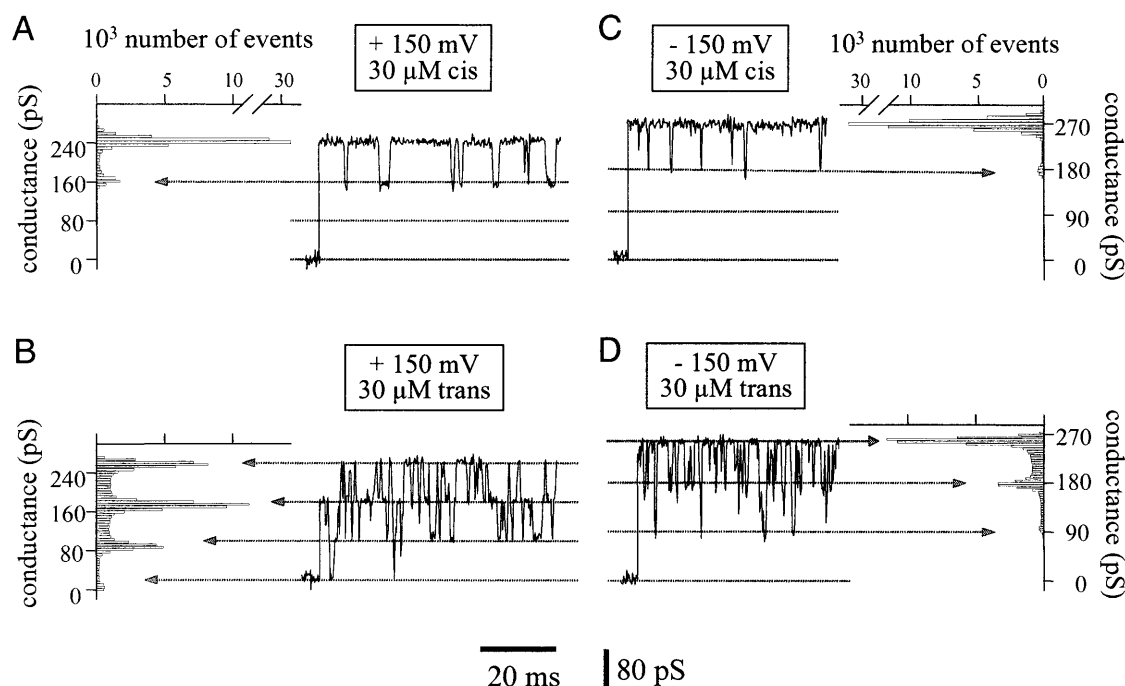 A
10³ number of events
0 5 10 30
+ 150 mV
30 µM cis
conductance (pS)
240
160
80
0
C
- 150 mV
30 µM cis
10³ number of events
30 10 5 0
conductance (pS)
270
180
90
0
B
+ 150 mV
30 µM trans
conductance (pS)
240
160
80
0
D
- 150 mV
30 µM trans
conductance (pS)
270
180
90
0
20 ms
80 pS